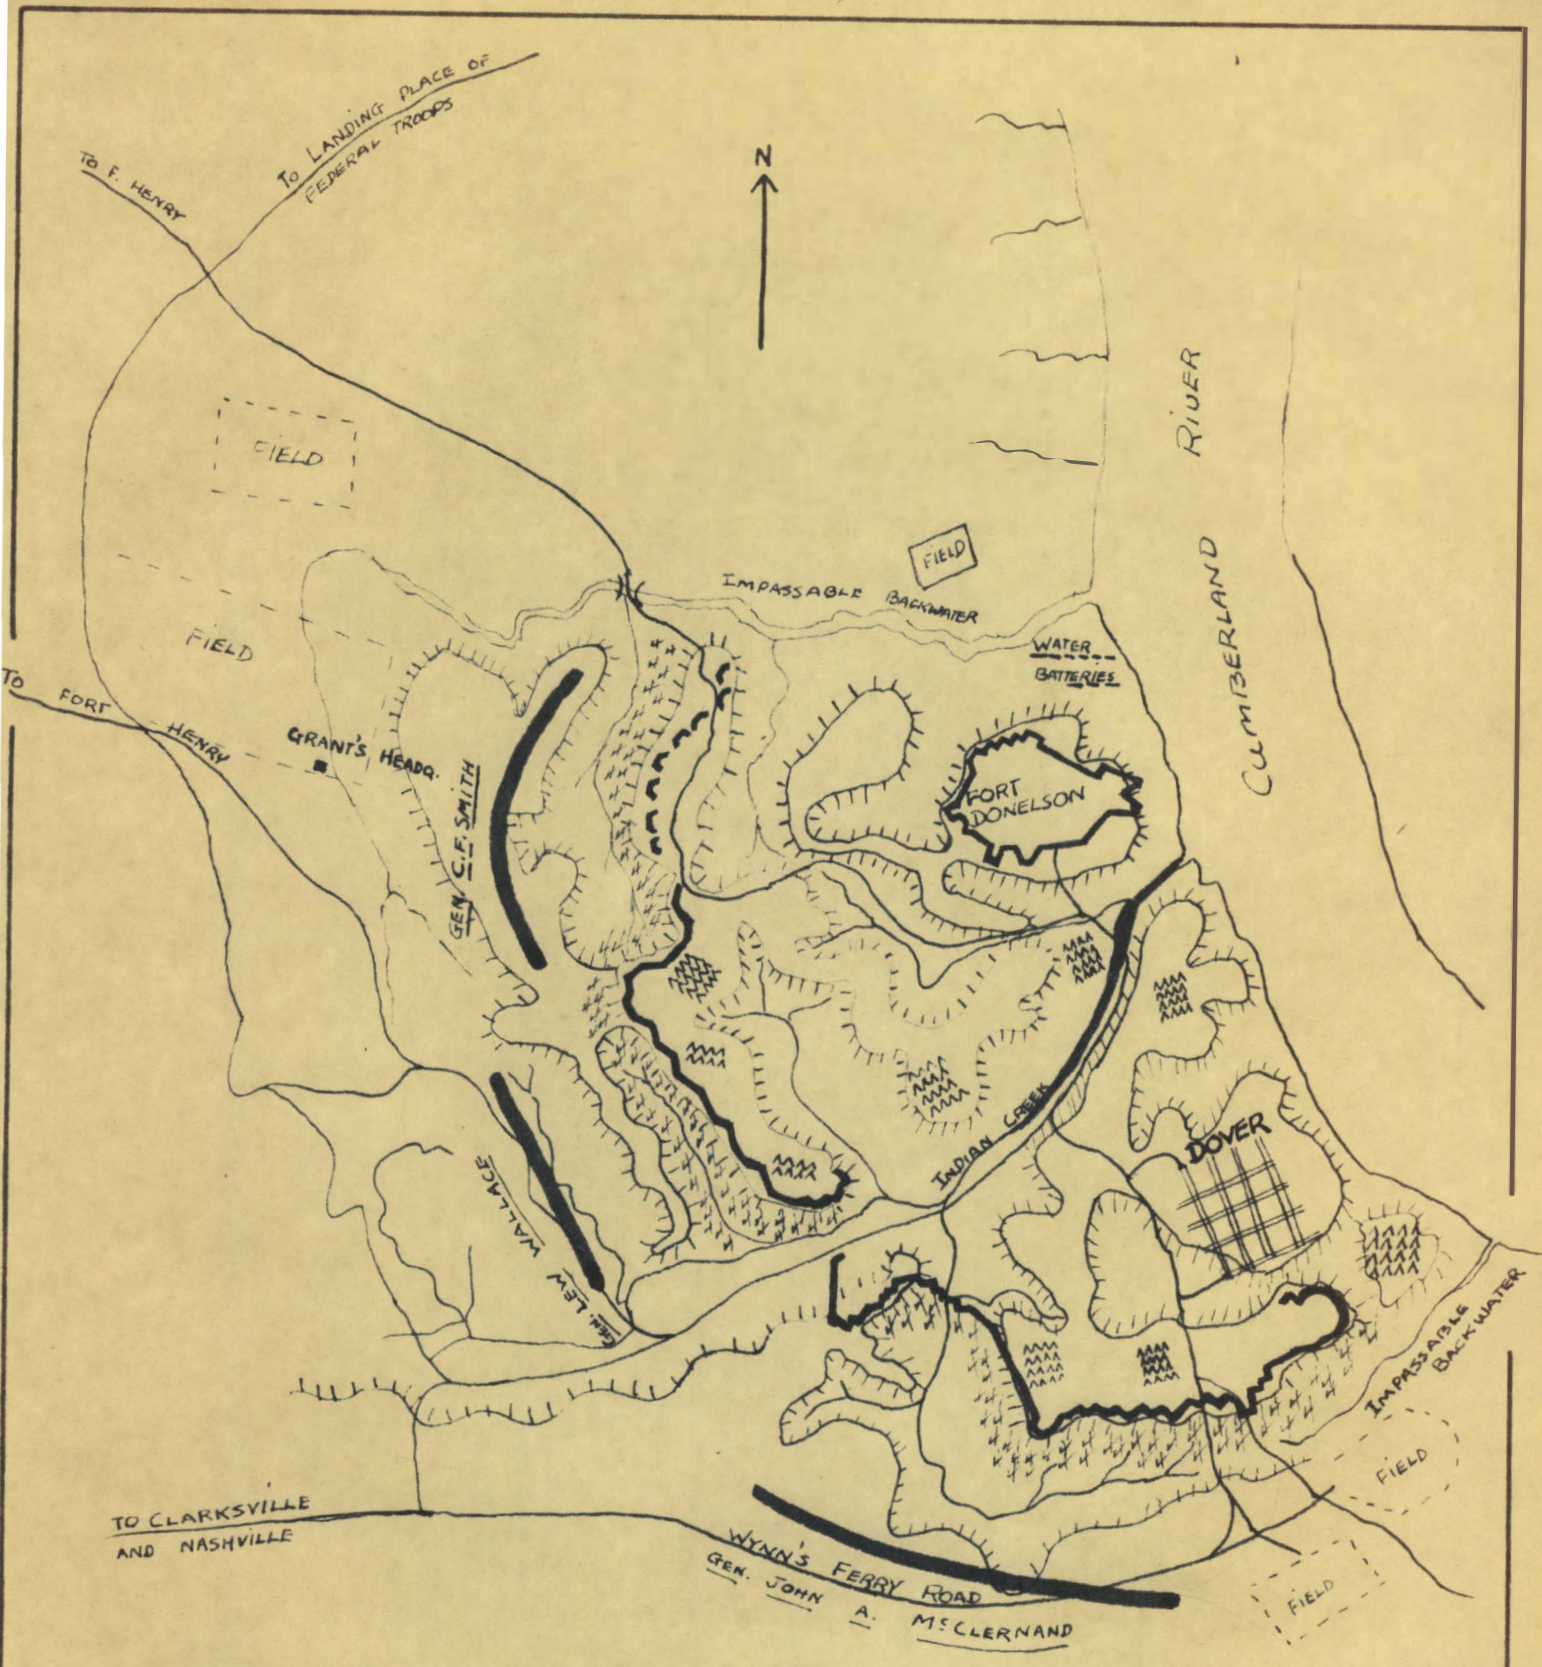 TO LANDING PLACE OF
FEDERAL TROOPS
TO F. HENRY
N
RIVER
CUMBERLAND
FIELD
FIELD
IMPASSABLE BACKWATER
FIELD
WATER
BATTERIES
TO FORT HENRY
GRANT'S HEADQ.
GEN. C.F. SMITH
FORT
DONELSON
INDIAN CREEK
DOVER
GEN. LEW WALLACE
IMPASSABLE
BACKWATER
FIELD
TO CLARKSVILLE
AND NASHVILLE
WYNN'S FERRY ROAD
GEN. JOHN A. McCLERNAND
FIELD